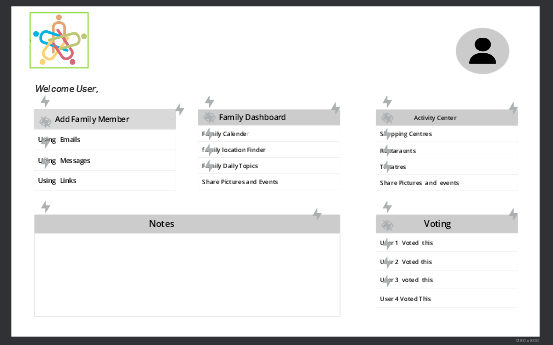 Welcome User,
Add Family Member
Using Emails
Using Messages
Using Links
Family Dashboard
Family Calender
Family location Finder
Family Daily Topics
Share Pictures and Events
Activity Center
Shopping Centres
Restaraunts
Theatres
Share Pictures and events
Notes
Voting
User 1 Voted this
User 2 Voted this
User 3 voted this
User 4 Voted This